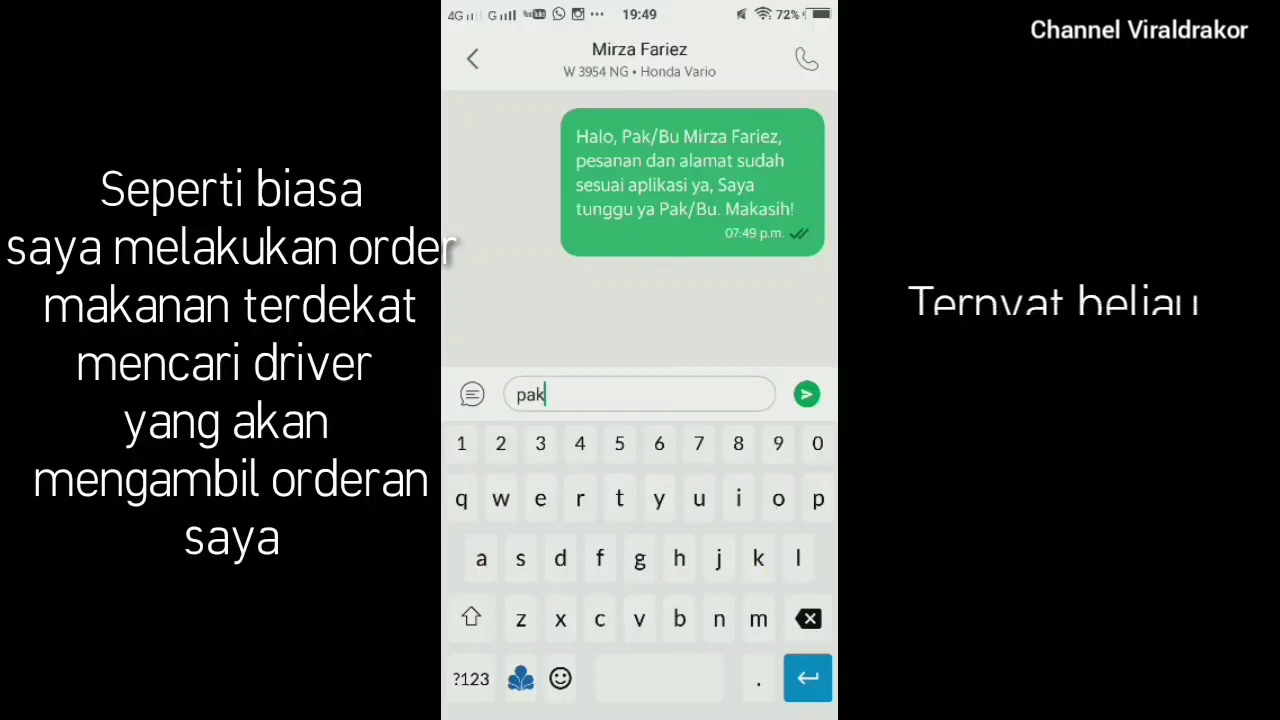 4G G 19:49 72%
Channel Viraldrakor
Mirza Fariez
W 3954 NG • Honda Vario
Halo, Pak/Bu Mirza Fariez,
pesanan dan alamat sudah
sesuai aplikasi ya, Saya
tunggu ya Pak/Bu. Makasih!
07:49 p.m.
Seperti biasa
saya melakukan order
makanan terdekat
mencari driver
yang akan
mengambil orderan
saya
Ternyat beliau
pak
1 2 3 4 5 6 7 8 9 0
q w e r t y u i o p
a s d f g h j k l
z x c v b n m
?123 .